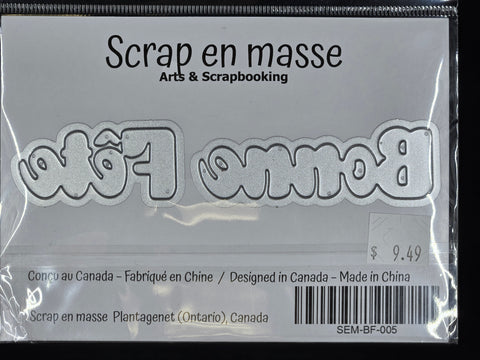 Scrap en masse
Arts & Scrapbooking
Bonne Fête
$ 9.49
Conçu au Canada – Fabriqué en Chine / Designed in Canada – Made in China
Scrap en masse Plantagenet (Ontario), Canada
SEM-BF-005